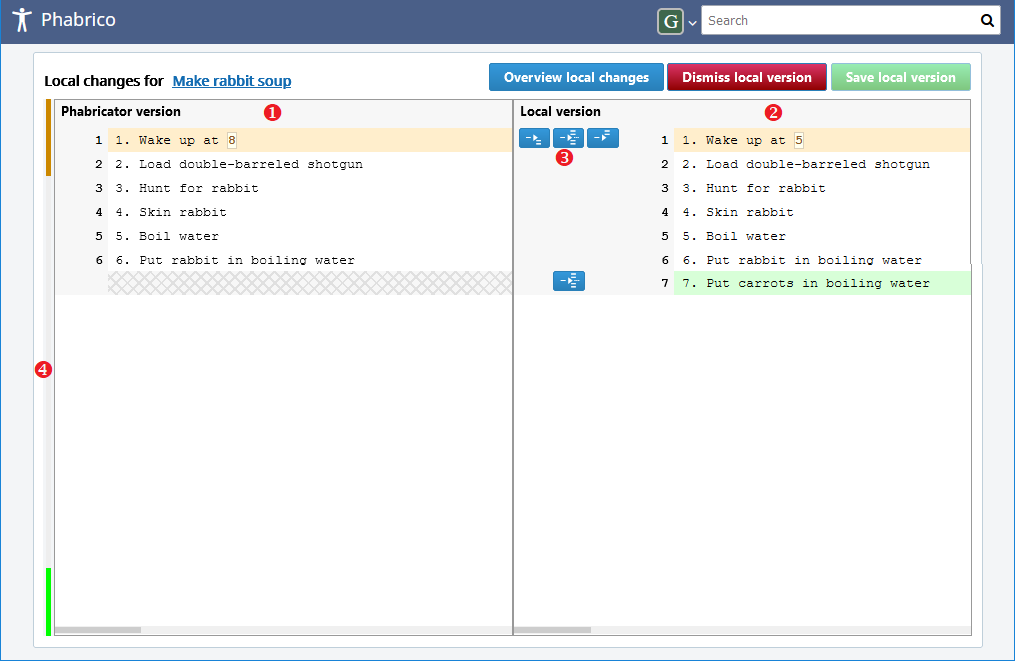 Phabrico
G
Search
Local changes for Make rabbit soup
Overview local changes
Dismiss local version
Save local version
Phabricator version
1
1 1. Wake up at 8
2 2. Load double-barreled shotgun
3 3. Hunt for rabbit
4 4. Skin rabbit
5 5. Boil water
6 6. Put rabbit in boiling water
Local version
2
3
1 1. Wake up at 5
2 2. Load double-barreled shotgun
3 3. Hunt for rabbit
4 4. Skin rabbit
5 5. Boil water
6 6. Put rabbit in boiling water
7 7. Put carrots in boiling water
4